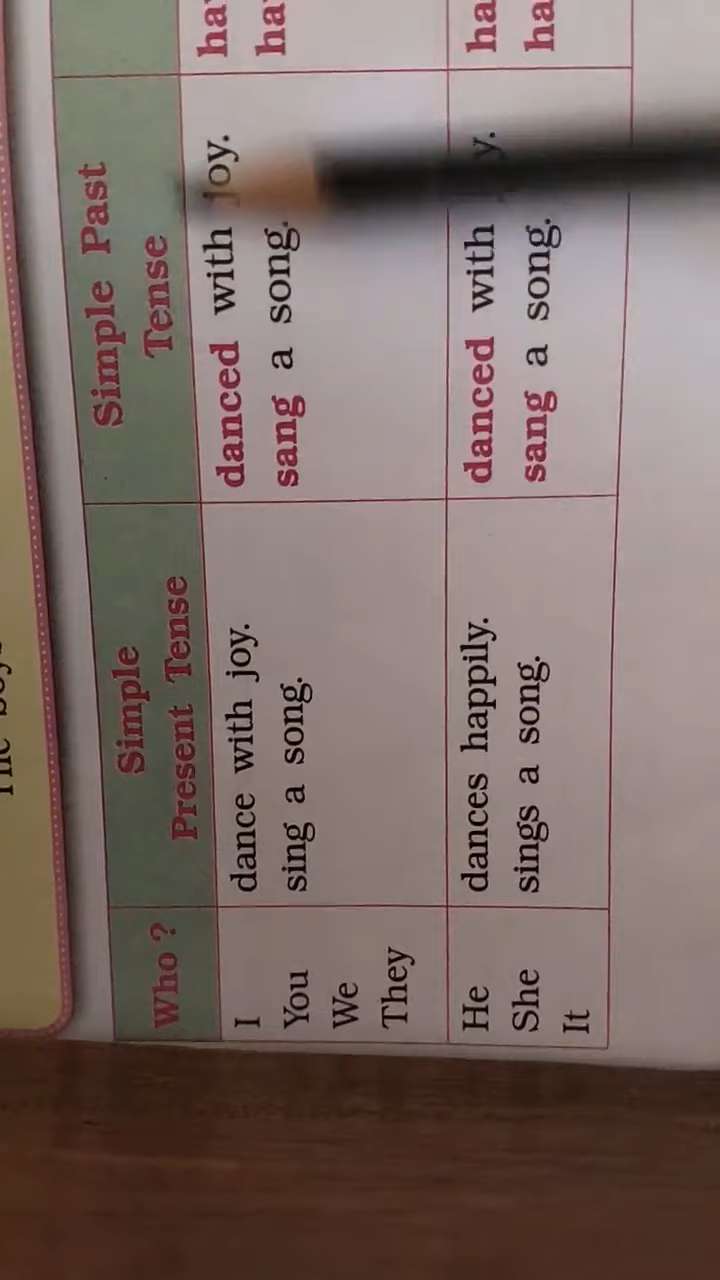 Who ?
Simple
Present Tense
Simple Past
Tense
I
You
We
They
dance with joy.
sing a song.
danced with joy.
sang a song.
He
She
It
dances happily.
sings a song.
danced with
sang a song.